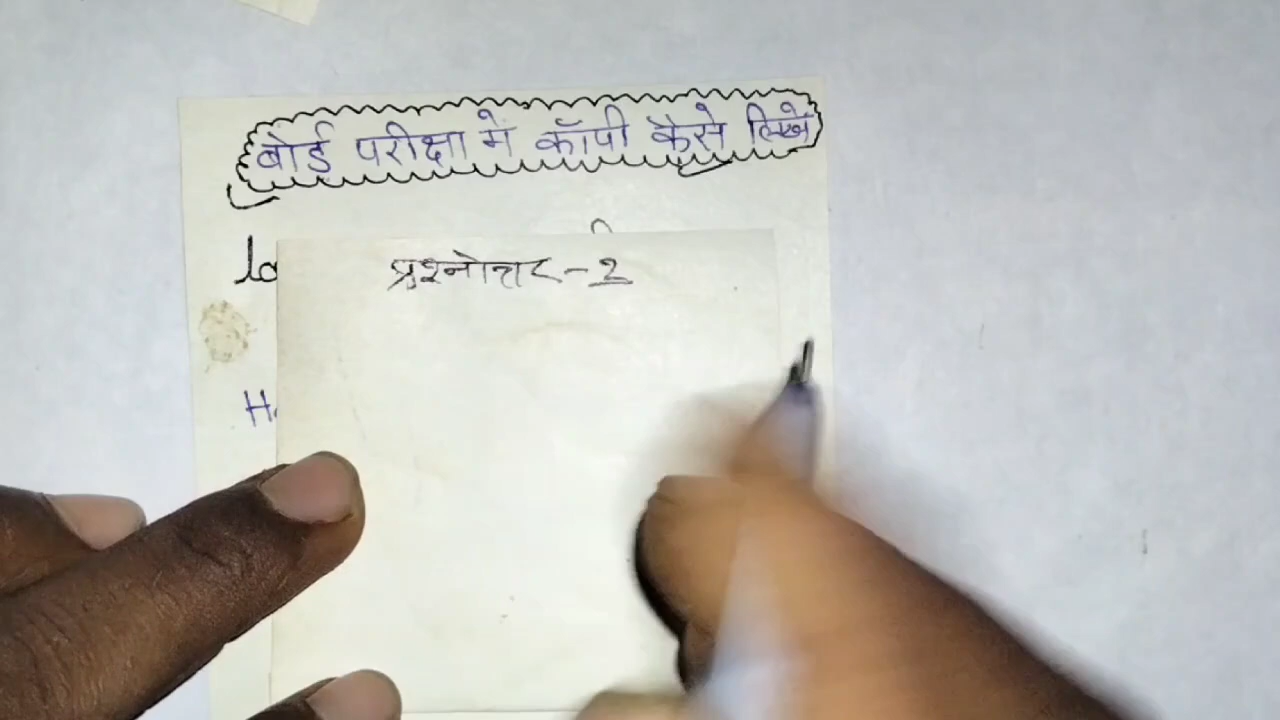 बोर्ड परीक्षा में कॉपी कैसे लिखें
प्रश्नोत्तर - 2